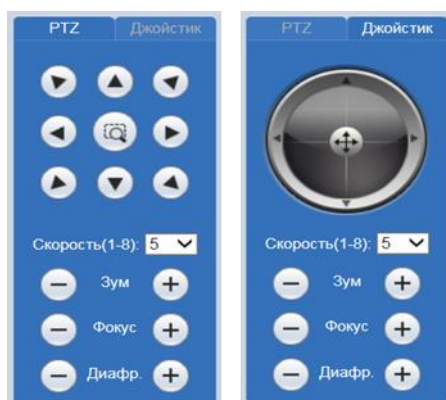 PTZ Джойстик
Скорость(1-8): 5
Зум
Фокус
Диафр.
PTZ Джойстик
Скорость(1-8): 5
Зум
Фокус
Диафр.